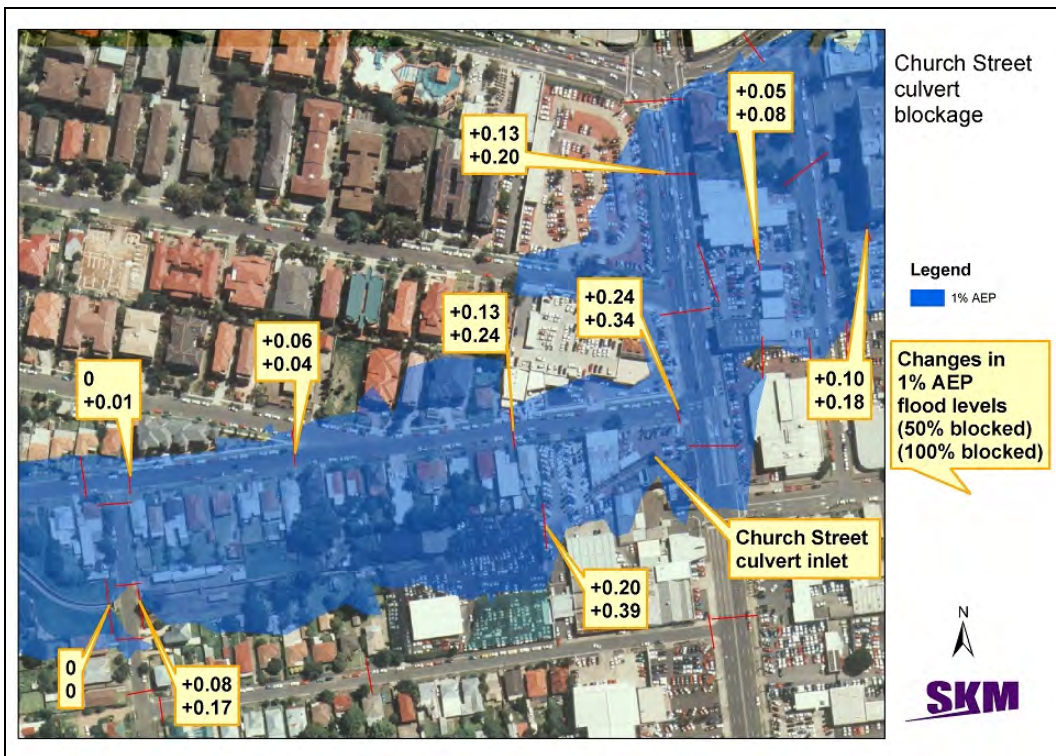 Church Street
culvert
blockage
+0.05
+0.08
+0.13
+0.20
Legend
1% AEP
+0.24
+0.34
+0.13
+0.24
+0.06
+0.04
0
+0.01
+0.10
+0.18
Changes in
1% AEP
flood levels
(50% blocked)
(100% blocked)
Church Street
culvert inlet
+0.20
+0.39
0
0
+0.08
+0.17
N
SKM